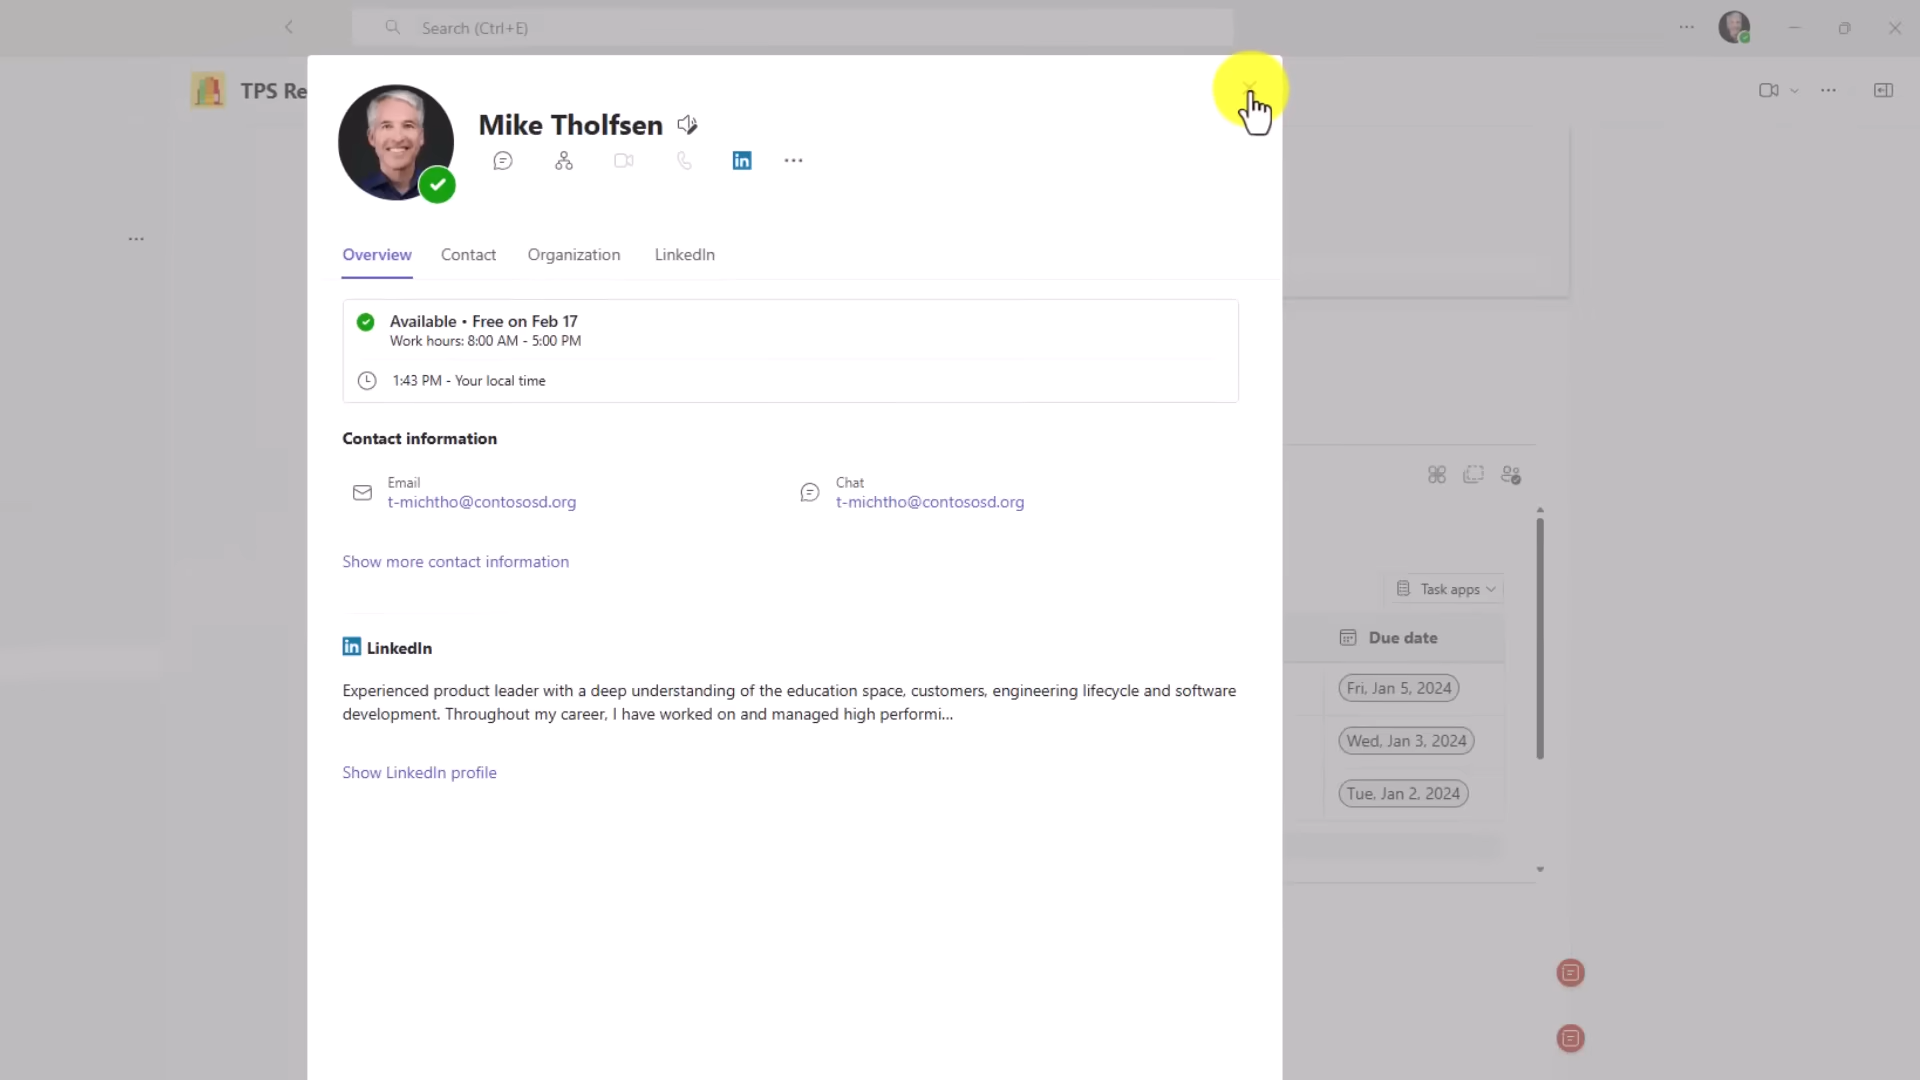 Search (Ctrl+E)
TPS Re
Mike Tholfsen
in
Overview Contact Organization LinkedIn
Available • Free on Feb 17
Work hours: 8:00 AM - 5:00 PM
1:43 PM - Your local time
Contact information
Email
t-michtho@contososd.org
Chat
t-michtho@contososd.org
Show more contact information
in LinkedIn
Experienced product leader with a deep understanding of the education space, customers, engineering lifecycle and software
development. Throughout my career, I have worked on and managed high performi...
Show LinkedIn profile
Task apps
Due date
Fri, Jan 5, 2024
Wed, Jan 3, 2024
Tue, Jan 2, 2024